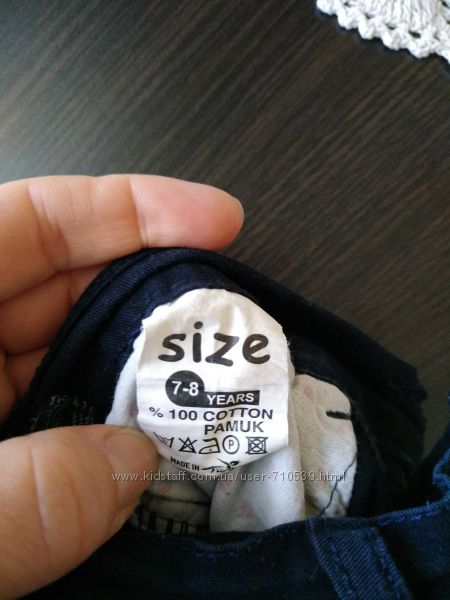 size
7-8 YEARS
% 100 COTTON
PAMUK
P
MADE IN
www.kidstaff.com.ua/user-710539.html